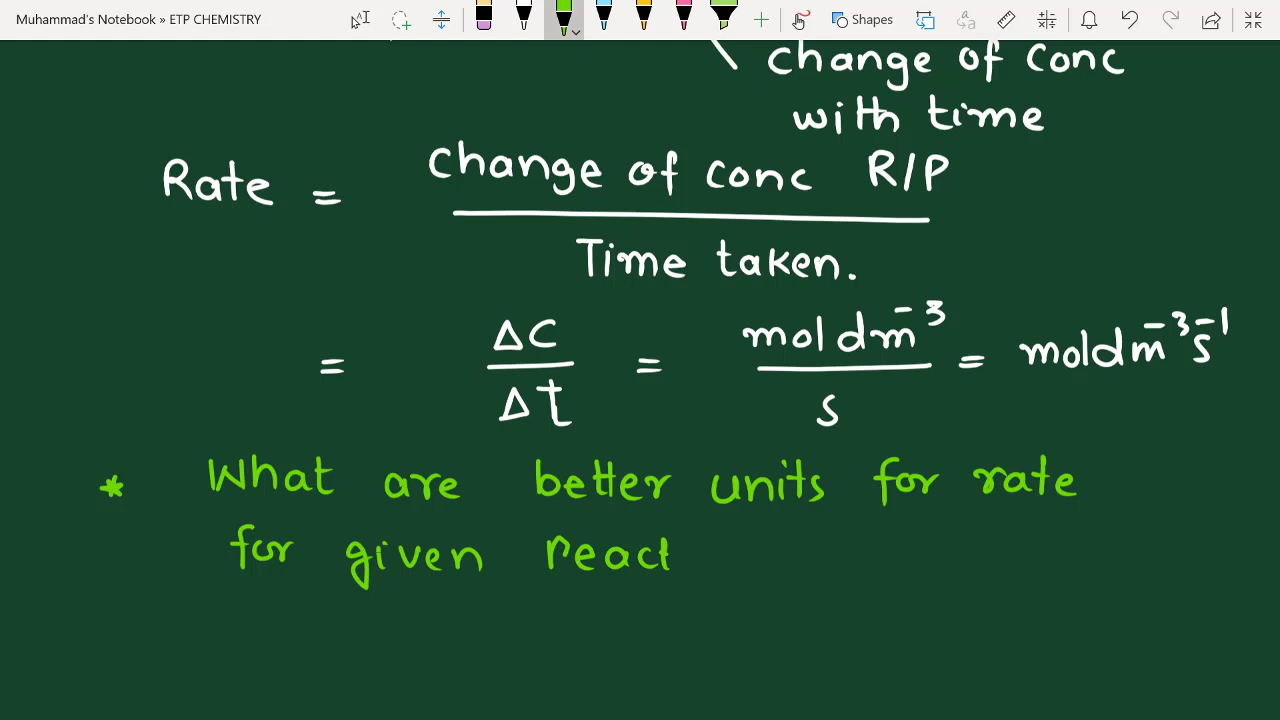 Muhammad's Notebook » ETP CHEMISTRY
Shapes
change of conc
with time
Rate = change of conc R/P
Time taken.
= ΔC / Δt = mol dm⁻³ / s = mol dm⁻³ s⁻¹
* What are better units for rate
for given react